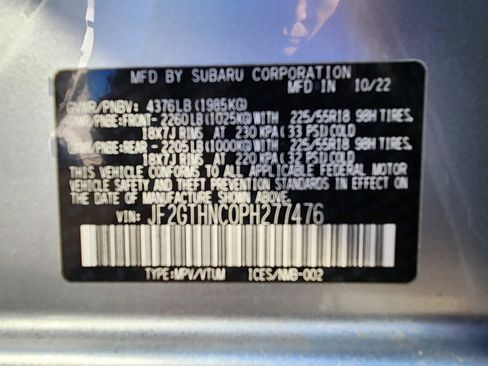 MFD BY SUBARU CORPORATION
MFD IN 10/22
GVWR/PNBV: 4376LB(1985KG)
GAWR/PNBE:FRONT- 2260LB(1025KG)WITH 225/55R18 98H TIRES,
18X7J RIMS AT 230 KPA(33 PSI)COLD
GAWR/PNBE:REAR - 2205LB(1000KG)WITH 225/55R18 98H TIRES,
18X7J RIMS AT 220 KPA(32 PSI)COLD
THIS VEHICLE CONFORMS TO ALL APPLICABLE FEDERAL MOTOR
VEHICLE SAFETY AND THEFT PREVENTION STANDARDS IN EFFECT ON
THE DATE OF MANUFACTURE SHOWN ABOVE.
VIN: JF2GTHNC0PH277476
TYPE:MPV/VTUM ICES/NMB-002